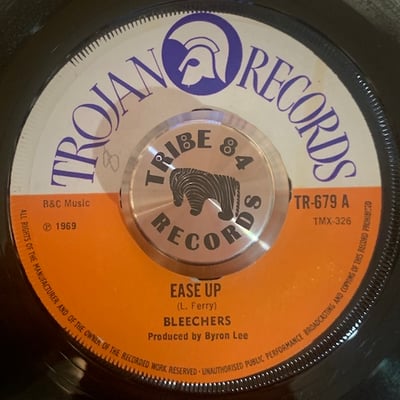 TROJAN RECORDS
8
TRIBE 84
RECORDS
B&C Music
TR-679 A
℗ 1969
TMX-326
EASE UP
(L. Ferry)
BLEECHERS
Produced by Byron Lee
ALL RIGHTS OF THE MANUFACTURER AND OF THE OWNER OF THE RECORDED WORK RESERVED - UNAUTHORISED PUBLIC PERFORMANCE BROADCASTING AND COPYING OF THIS RECORD PROHIBITED